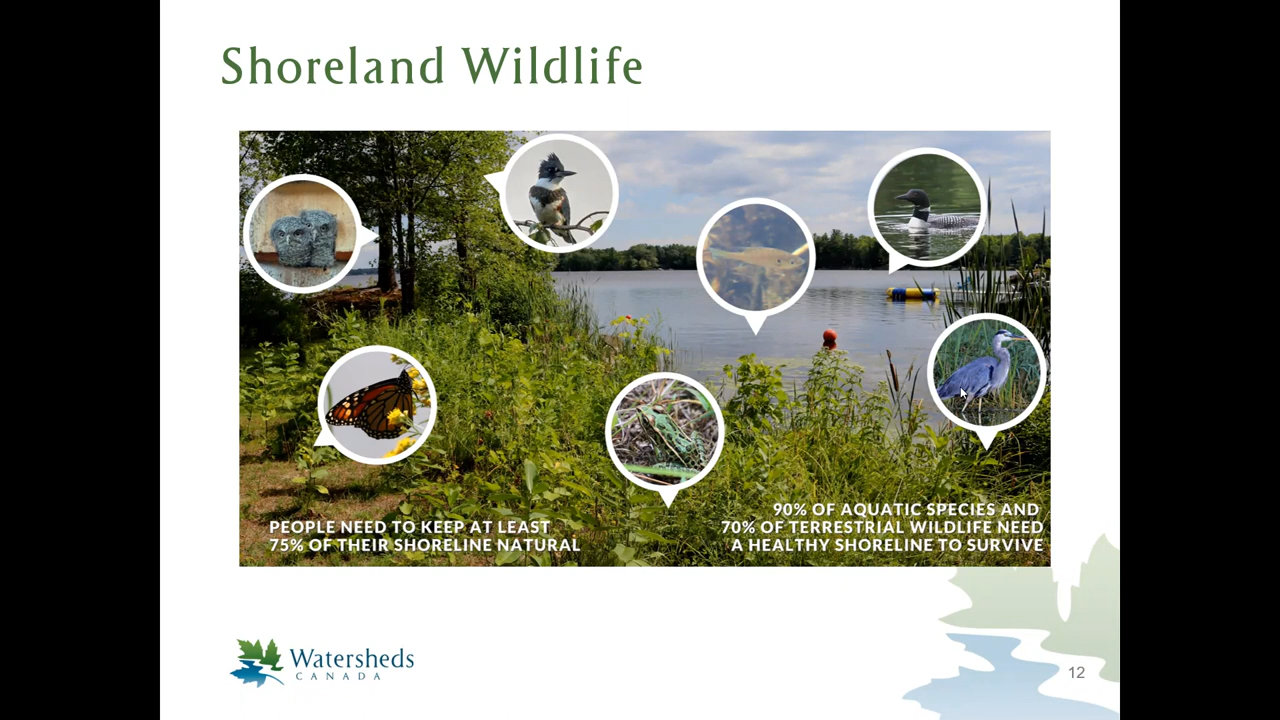 Shoreland Wildlife
PEOPLE NEED TO KEEP AT LEAST
75% OF THEIR SHORELINE NATURAL
90% OF AQUATIC SPECIES AND
70% OF TERRESTRIAL WILDLIFE NEED
A HEALTHY SHORELINE TO SURVIVE
Watersheds
CANADA
12